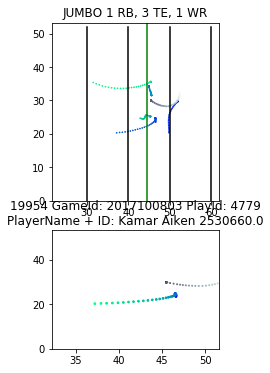 JUMBO 1 RB, 3 TE, 1 WR
50
40
30
20
10
0
30 40 50 60
19954 GameId: 2017100803 PlayId: 4779
PlayerName + ID: Kamar Aiken 2530660.0
40
20
0
35 40 45 50